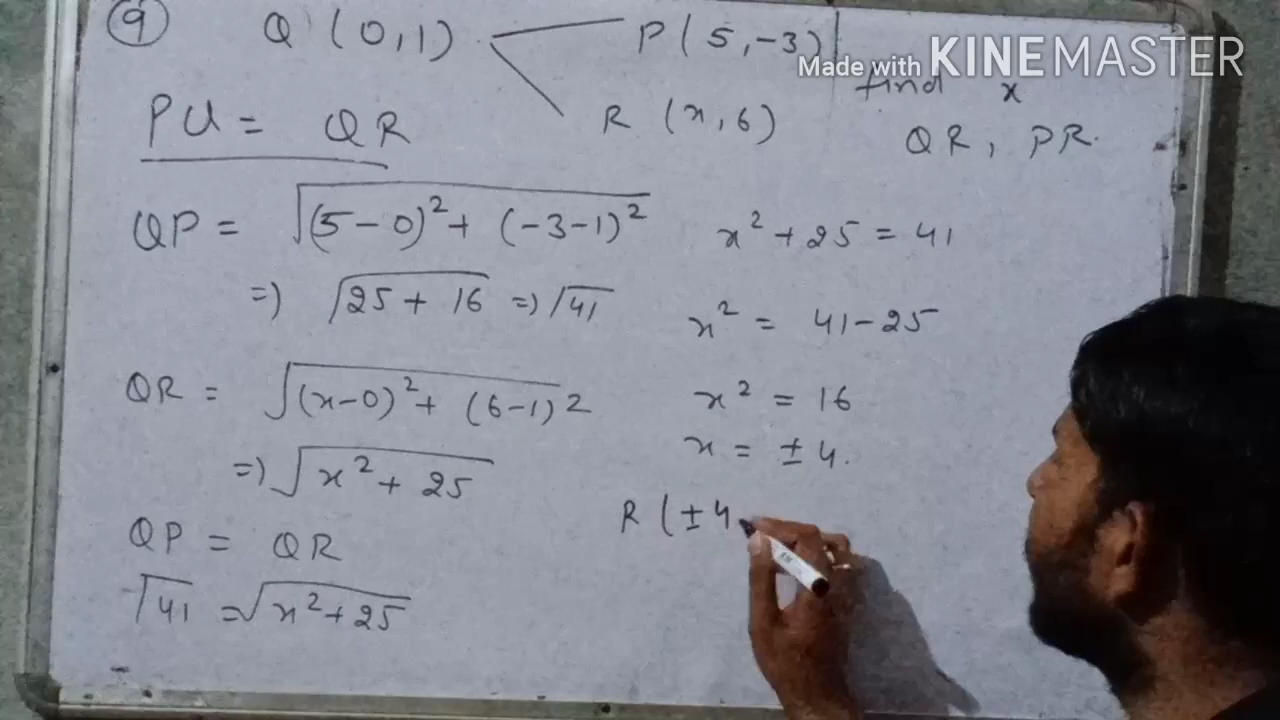 9 Q (0,1) P (5,-3)
Made with KINEMASTER
R (x,6)
find x
QR, PR.
PQ = QR
QP = √(5-0)² + (-3-1)²
=) √25 + 16 =) √41
QR = √(x-0)² + (6-1)2
=) √x² + 25
QP = QR
√41 = √x²+25
x² + 25 = 41
x² = 41-25
x² = 16
x = ± 4.
R (±4